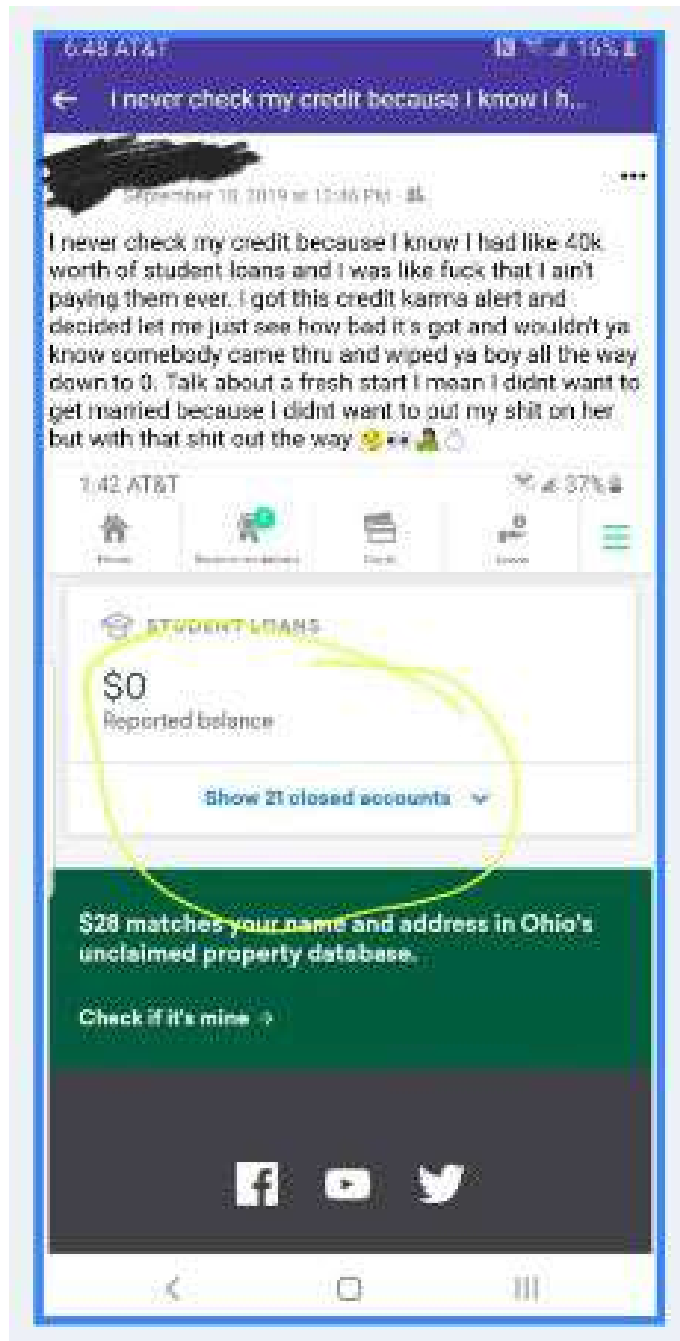 6:48 AT&T 16%
I never check my credit because I know I h...
September 10, 2019 at 12:46 PM
I never check my credit because I know I had like 40k
worth of student loans and I was like fuck that I ain't
paying them ever. I got this credit karma alert and
decided let me just see how bad it's got and wouldn't ya
know somebody came thru and wiped ya boy all the way
down to 0. Talk about a fresh start I mean I didnt want to
get married because I didnt want to put my shit on her
but with that shit out the way
1:42 AT&T 37%
Home
STUDENT LOANS
$0
Reported balance
Show 21 closed accounts
$28 matches your name and address in Ohio's
unclaimed property database.
Check if it's mine